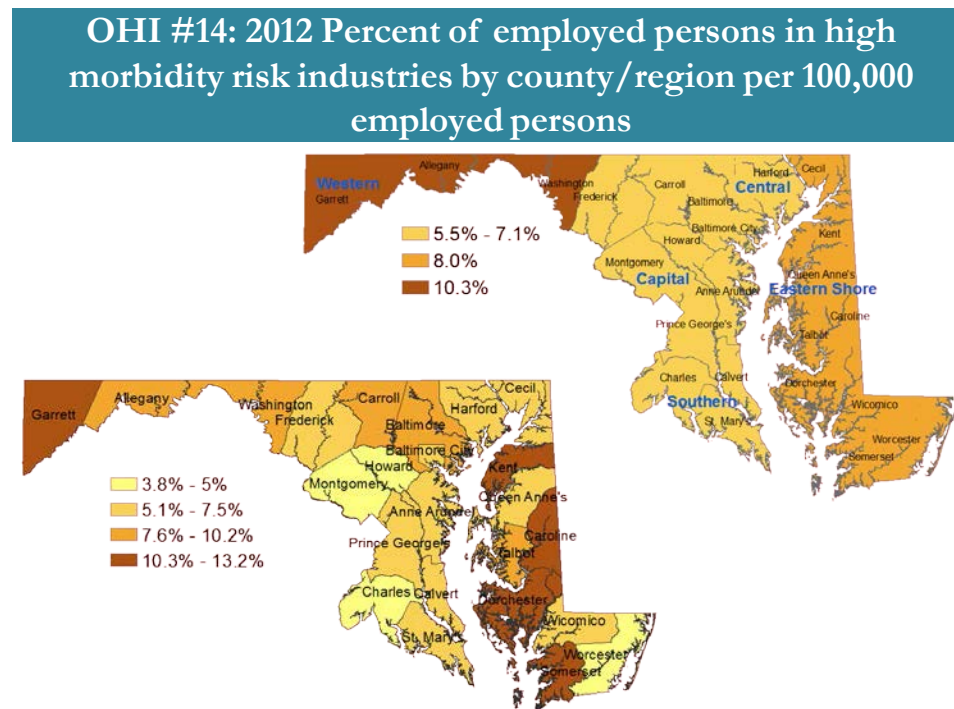 OHI #14: 2012 Percent of employed persons in high
morbidity risk industries by county/region per 100,000
employed persons
Western
Garrett
Allegany
Washington
Frederick
Carroll
Harford
Cecil
Central
Baltimore
Baltimore City
Howard
Kent
Montgomery
Capital
Anne Arundel
Queen Anne's
Eastern Shore
Caroline
Prince George's
Talbot
Charles
Calvert
Dorchester
Southern
St. Mary's
Wicomico
Worcester
Somerset
5.5% - 7.1%
8.0%
10.3%
Garrett
Allegany
Washington
Frederick
Carroll
Harford
Cecil
Baltimore
Baltimore City
Howard
Kent
Montgomery
Queen Anne's
Anne Arundel
Caroline
Prince George's
Talbot
Charles
Calvert
Dorchester
St. Mary's
Wicomico
Worcester
Somerset
3.8% - 5%
5.1% - 7.5%
7.6% - 10.2%
10.3% - 13.2%